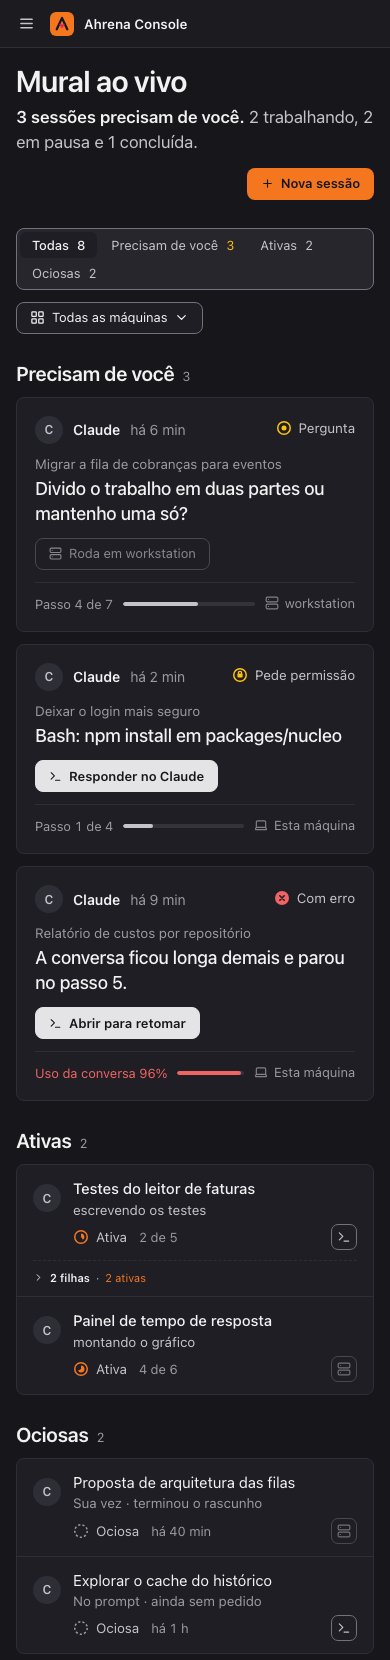 Ahrena Console
Mural ao vivo
3 sessões precisam de você. 2 trabalhando, 2
em pausa e 1 concluída.
+ Nova sessão
Todas 8 Precisam de você 3 Ativas 2
Ociosas 2
Todas as máquinas
Precisam de você 3
C Claude há 6 min Pergunta
Migrar a fila de cobranças para eventos
Divido o trabalho em duas partes ou
mantenho uma só?
Roda em workstation
Passo 4 de 7 workstation
C Claude há 2 min Pede permissão
Deixar o login mais seguro
Bash: npm install em packages/nucleo
Responder no Claude
Passo 1 de 4 Esta máquina
C Claude há 9 min Com erro
Relatório de custos por repositório
A conversa ficou longa demais e parou
no passo 5.
Abrir para retomar
Uso da conversa 96% Esta máquina
Ativas 2
C Testes do leitor de faturas
escrevendo os testes
Ativa 2 de 5
2 filhas · 2 ativas
C Painel de tempo de resposta
montando o gráfico
Ativa 4 de 6
Ociosas 2
C Proposta de arquitetura das filas
Sua vez · terminou o rascunho
Ociosa há 40 min
C Explorar o cache do histórico
No prompt · ainda sem pedido
Ociosa há 1 h